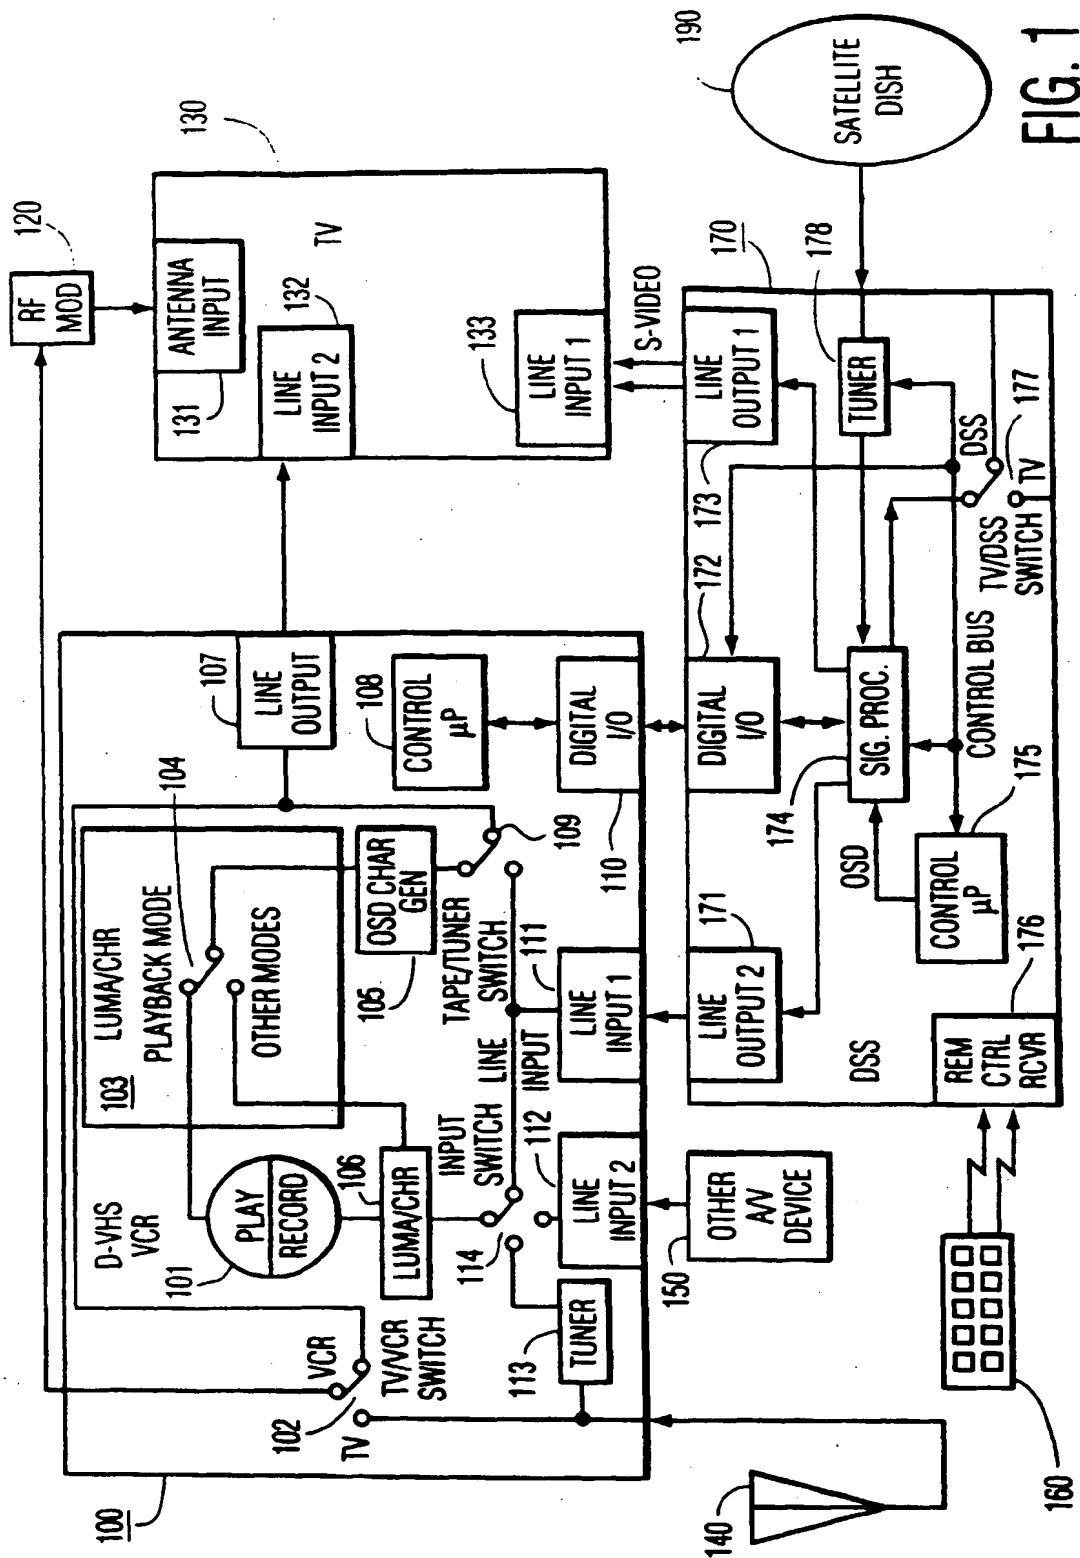 120
RF
MOD
130
ANTENNA
INPUT
131
TV
LINE
INPUT 2
132
LINE
INPUT 1
133
S-VIDEO
190
SATELLITE
DISH
FIG. 1
100
D-VHS
VCR
PLAY
RECORD
101
VCR
TV
102
TV/VCR
SWITCH
103
LUMA/CHR
PLAYBACK MODE
104
OTHER MODES
OSD CHAR
GEN
105
LUMA/CHR
106
LINE
OUTPUT
107
CONTROL
µP
108
TAPE/TUNER
SWITCH
109
DIGITAL
I/O
110
LINE
INPUT
LINE
INPUT 1
111
INPUT
SWITCH
LINE
INPUT 2
112
TUNER
113
114
140
OTHER
A/V
DEVICE
150
160
170
DSS
LINE
OUTPUT 2
171
DIGITAL
I/O
172
LINE
OUTPUT 1
173
SIG. PROC.
174
OSD
CONTROL
µP
175
CONTROL BUS
REM
CTRL
RCVR
176
TV/DSS
SWITCH
DSS
TV
177
TUNER
178